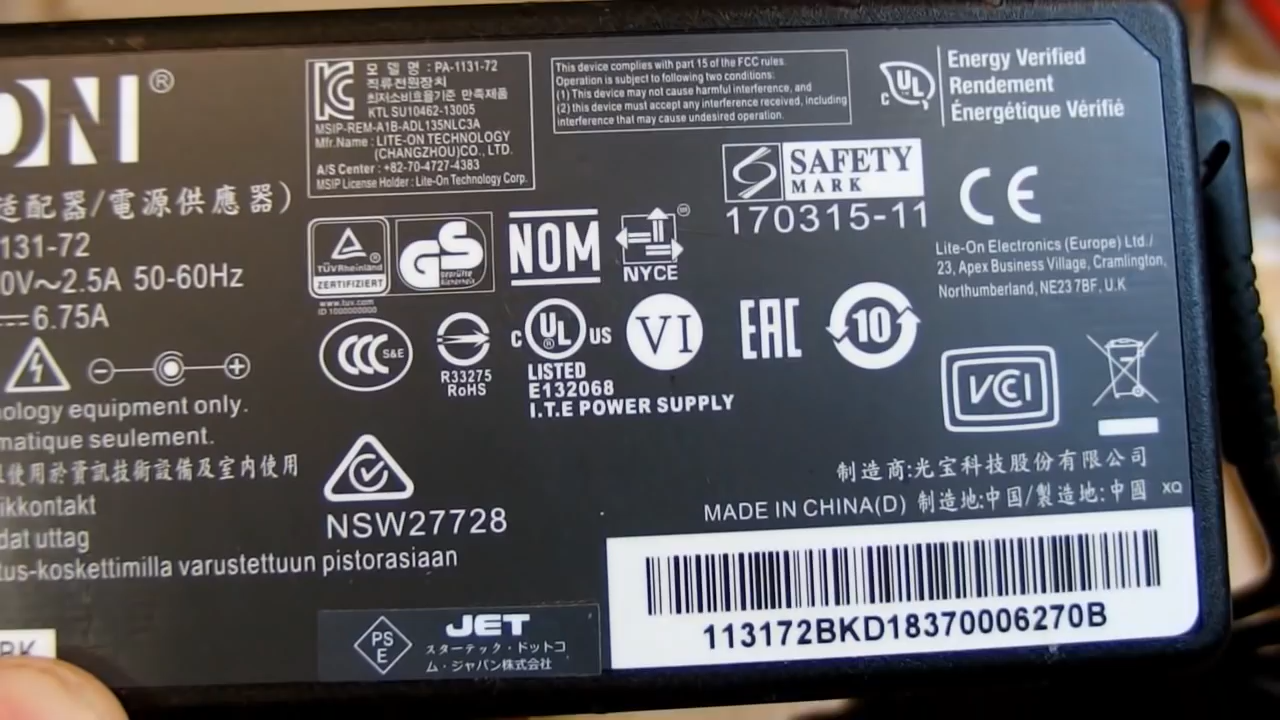 ON®
适配器/電源供應器)
131-72
0V～2.5A 50-60Hz
6.75A
ology equipment only.
matique seulement.
使用於資訊技術設備及室內使用
ikkontakt
dat uttag
tus-koskettimilla varustettuun pistorasiaan
모 델 명 : PA-1131-72
직류전원장치
최저소비효율기준 만족제품
KTL SU10462-13005
MSIP-REM-A1B-ADL135NLC3A
Mfr.Name : LITE-ON TECHNOLOGY
(CHANGZHOU)CO., LTD.
A/S Center : +82-70-4727-4383
MSIP License Holder : Lite-On Technology Corp.
This device complies with part 15 of the FCC rules.
Operation is subject to following two conditions:
(1) This device may not cause harmful interference, and
(2) this device must accept any interference received, including
interference that may cause undesired operation.
C UL
Energy Verified
Rendement
Énergétique Vérifié
SAFETY
MARK
170315-11
CE
Lite-On Electronics (Europe) Ltd./
23, Apex Business Village, Cramlington,
Northumberland, NE23 7BF, U.K
TÜVRheinland
ZERTIFIZIERT
GS
geprüfte
Sicherheit
www.tuv.com
ID 1000000000
NOM
NYCE
CCC S&E
R33275
RoHS
C UL® US
LISTED
E132068
I.T.E POWER SUPPLY
VI
EAC
10
VCI
NSW27728
制造商:光宝科技股份有限公司
MADE IN CHINA(D) 制造地:中国/製造地:中國 XQ
PS
E
JET
スターテック・ドットコ
ム・ジャパン株式会社
113172BKD18370006270B